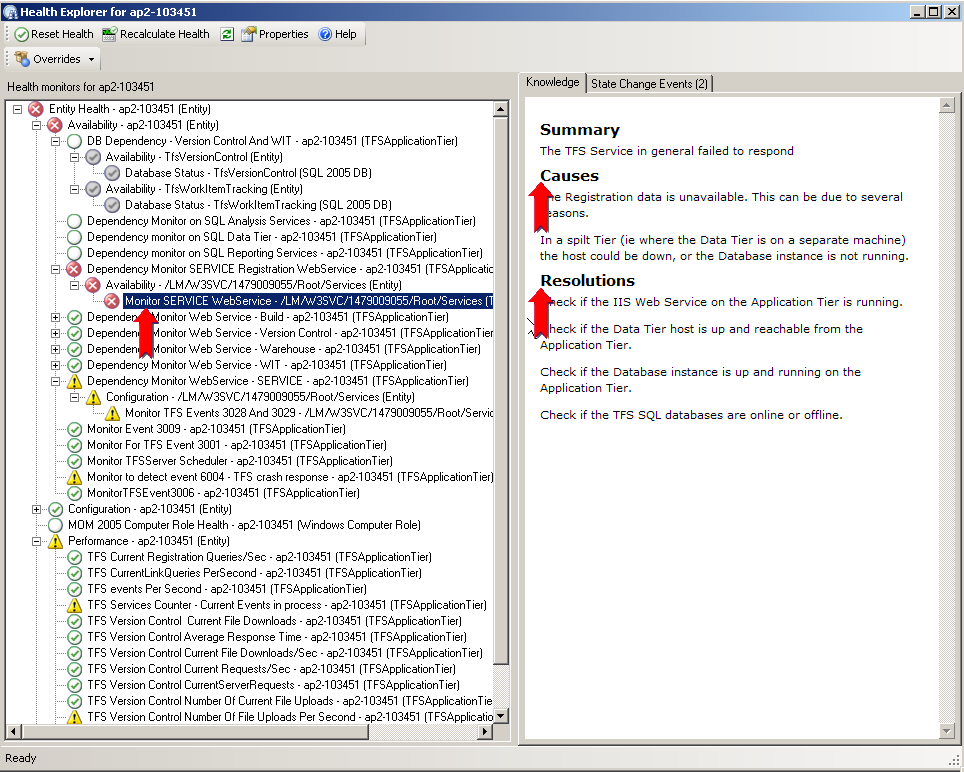 Health Explorer for ap2-103451
Reset Health Recalculate Health Properties Help
Overrides
Health monitors for ap2-103451
Entity Health - ap2-103451 (Entity)
Availability - ap2-103451 (Entity)
DB Dependency - Version Control And WIT - ap2-103451 (TFSApplicationTier)
Availability - TfsVersionControl (Entity)
Database Status - TfsVersionControl (SQL 2005 DB)
Availability - TfsWorkItemTracking (Entity)
Database Status - TfsWorkItemTracking (SQL 2005 DB)
Dependency Monitor on SQL Analysis Services - ap2-103451 (TFSApplicationTier)
Dependency monitor on SQL Data Tier - ap2-103451 (TFSApplicationTier)
Dependency monitor on SQL Reporting Services - ap2-103451 (TFSApplicationTier)
Dependency Monitor SERVICE Registration WebService - ap2-103451 (TFSApplicatio
Availability - /LM/W3SVC/1479009055/Root/Services (Entity)
Monitor SERVICE WebService - /LM/W3SVC/1479009055/Root/Services (T
Dependency Monitor Web Service - Build - ap2-103451 (TFSApplicationTier)
Monitor Web Service - Version Control - ap2-103451 (TFSApplicationTier)
Monitor Web Service - Warehouse - ap2-103451 (TFSApplicationTier)
Dependency Monitor Web Service - WIT - ap2-103451 (TFSApplicationTier)
Dependency Monitor WebService - SERVICE - ap2-103451 (TFSApplicationTier)
Configuration - /LM/W3SVC/1479009055/Root/Services (Entity)
Monitor TFS Events 3028 And 3029 - /LM/W3SVC/1479009055/Root/Servic
Monitor Event 3009 - ap2-103451 (TFSApplicationTier)
Monitor For TFS Event 3001 - ap2-103451 (TFSApplicationTier)
Monitor TFSServer Scheduler - ap2-103451 (TFSApplicationTier)
Monitor to detect event 6004 - TFS crash response - ap2-103451 (TFSApplicationTier)
MonitorTFSEvent3006 - ap2-103451 (TFSApplicationTier)
Configuration - ap2-103451 (Entity)
MOM 2005 Computer Role Health - ap2-103451 (Windows Computer Role)
Performance - ap2-103451 (Entity)
TFS Current Registration Queries/Sec - ap2-103451 (TFSApplicationTier)
TFS CurrentLinkQueries PerSecond - ap2-103451 (TFSApplicationTier)
TFS events Per Second - ap2-103451 (TFSApplicationTier)
TFS Services Counter - Current Events in process - ap2-103451 (TFSApplicationTier)
TFS Version Control Current File Downloads - ap2-103451 (TFSApplicationTier)
TFS Version Control Average Response Time - ap2-103451 (TFSApplicationTier)
TFS Version Control Current File Downloads/Sec - ap2-103451 (TFSApplicationTier)
TFS Version Control Current Requests/Sec - ap2-103451 (TFSApplicationTier)
TFS Version Control CurrentServerRequests - ap2-103451 (TFSApplicationTier)
TFS Version Control Number Of Current File Uploads - ap2-103451 (TFSApplicationTie
TFS Version Control Number Of File Uploads Per Second - ap2-103451 (TFSApplicatio
Knowledge State Change Events (2)
Summary
The TFS Service in general failed to respond
Causes
The Registration data is unavailable. This can be due to several
reasons.
In a spilt Tier (ie where the Data Tier is on a separate machine)
the host could be down, or the Database instance is not running.
Resolutions
Check if the IIS Web Service on the Application Tier is running.
Check if the Data Tier host is up and reachable from the
Application Tier.
Check if the Database instance is up and running on the
Application Tier.
Check if the TFS SQL databases are online or offline.
Ready